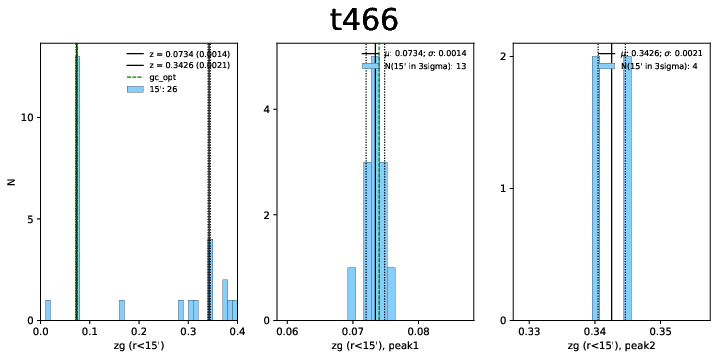 t466
z = 0.0734 (0.0014)
z = 0.3426 (0.0021)
gc_opt
15': 26
N
10
5
0
0.0 0.1 0.2 0.3 0.4
zg (r<15')
μ: 0.0734; σ: 0.0014
N(15' in 3sigma): 13
4
2
0
0.06 0.07 0.08
zg (r<15'), peak1
μ: 0.3426; σ: 0.0021
N(15' in 3sigma): 4
2
1
0
0.33 0.34 0.35
zg (r<15'), peak2